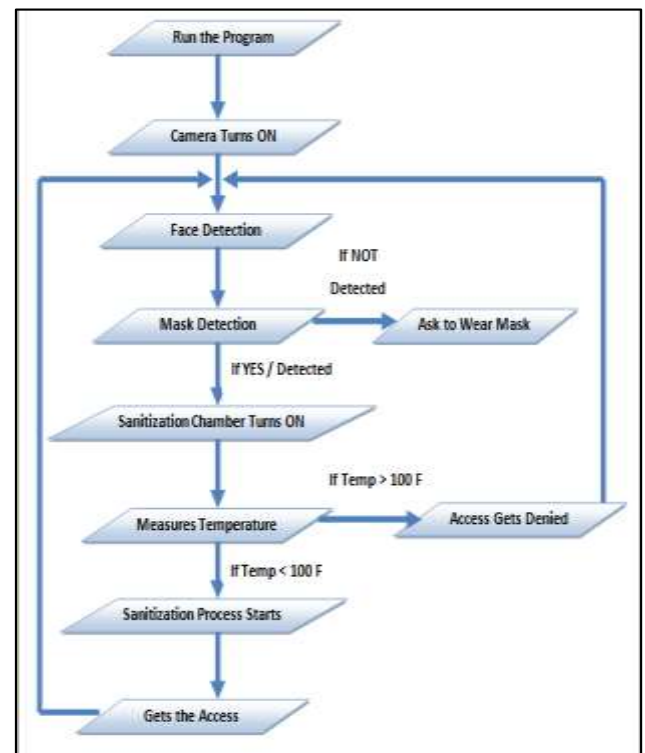 Run the Program
Camera Turns ON
Face Detection
If NOT
Detected
Mask Detection
Ask to Wear Mask
If YES / Detected
Sanitization Chamber Turns ON
If Temp > 100 F
Measures Temperature
Access Gets Denied
If Temp < 100 F
Sanitization Process Starts
Gets the Access